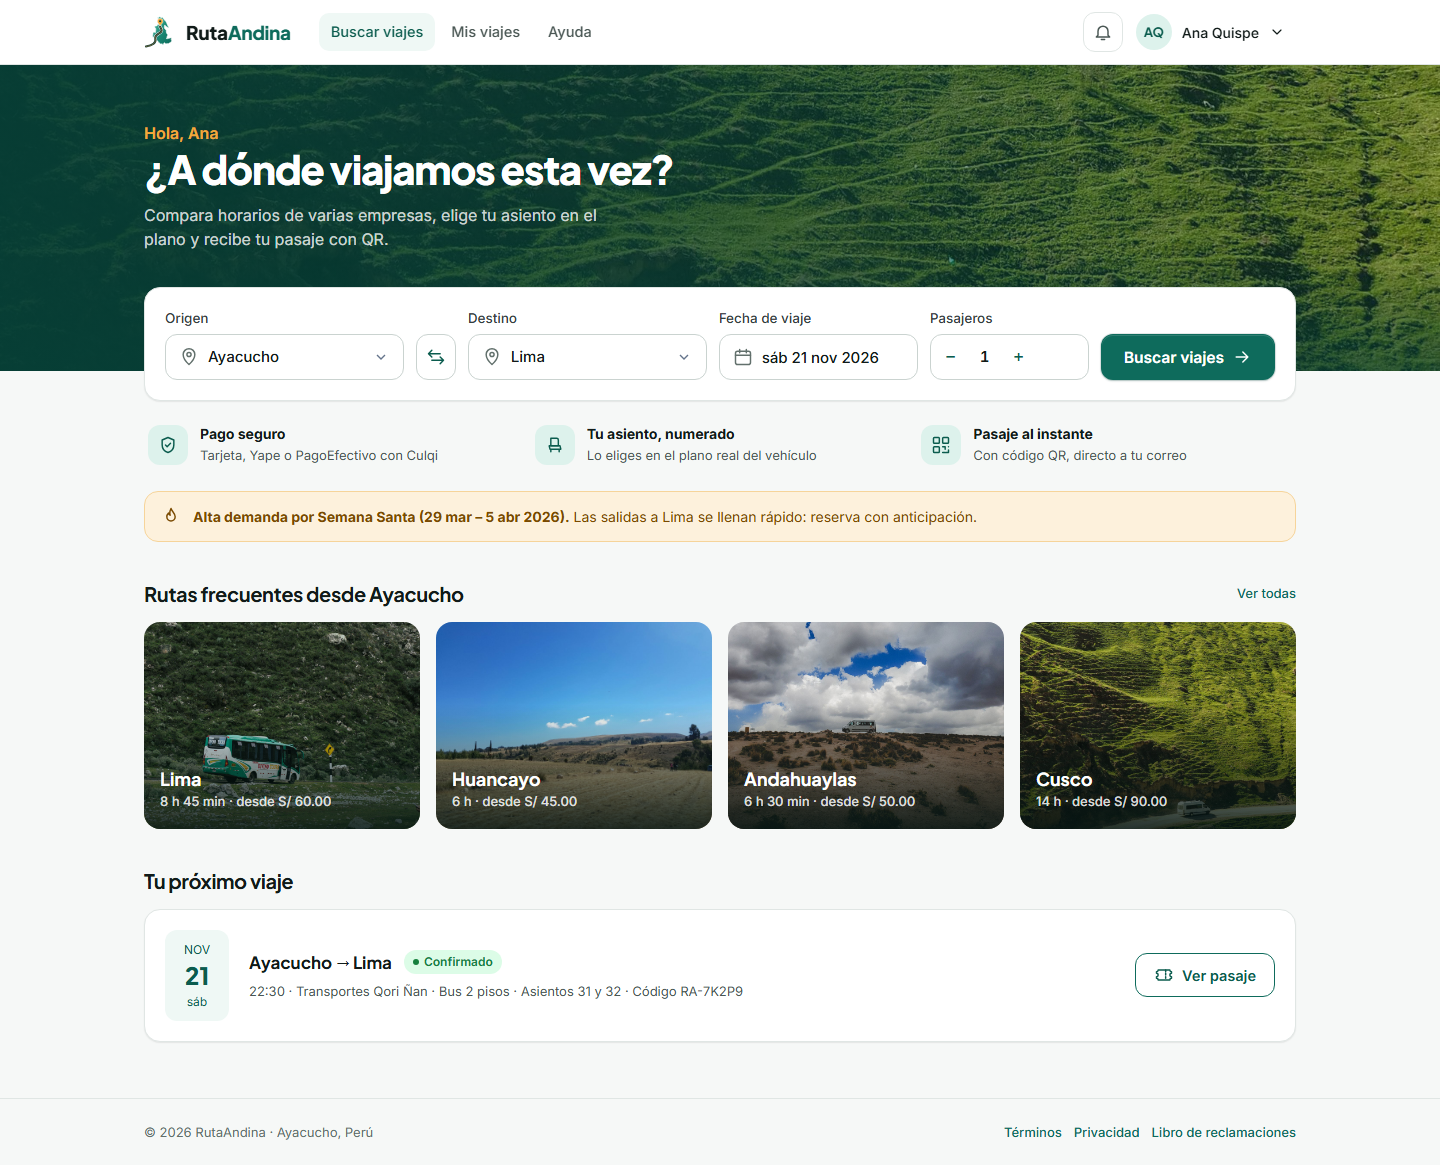 RutaAndina
Buscar viajes
Mis viajes
Ayuda
AQ
Ana Quispe
Hola, Ana
¿A dónde viajamos esta vez?
Compara horarios de varias empresas, elige tu asiento en el
plano y recibe tu pasaje con QR.
Origen
Ayacucho
Destino
Lima
Fecha de viaje
sáb 21 nov 2026
Pasajeros
− 1 +
Buscar viajes →
Pago seguro
Tarjeta, Yape o PagoEfectivo con Culqi
Tu asiento, numerado
Lo eliges en el plano real del vehículo
Pasaje al instante
Con código QR, directo a tu correo
Alta demanda por Semana Santa (29 mar – 5 abr 2026). Las salidas a Lima se llenan rápido: reserva con anticipación.
Rutas frecuentes desde Ayacucho
Ver todas
Lima
8 h 45 min · desde S/ 60.00
Huancayo
6 h · desde S/ 45.00
Andahuaylas
6 h 30 min · desde S/ 50.00
Cusco
14 h · desde S/ 90.00
Tu próximo viaje
NOV
21
sáb
Ayacucho → Lima
Confirmado
22:30 · Transportes Qori Ñan · Bus 2 pisos · Asientos 31 y 32 · Código RA-7K2P9
Ver pasaje
© 2026 RutaAndina · Ayacucho, Perú
Términos
Privacidad
Libro de reclamaciones